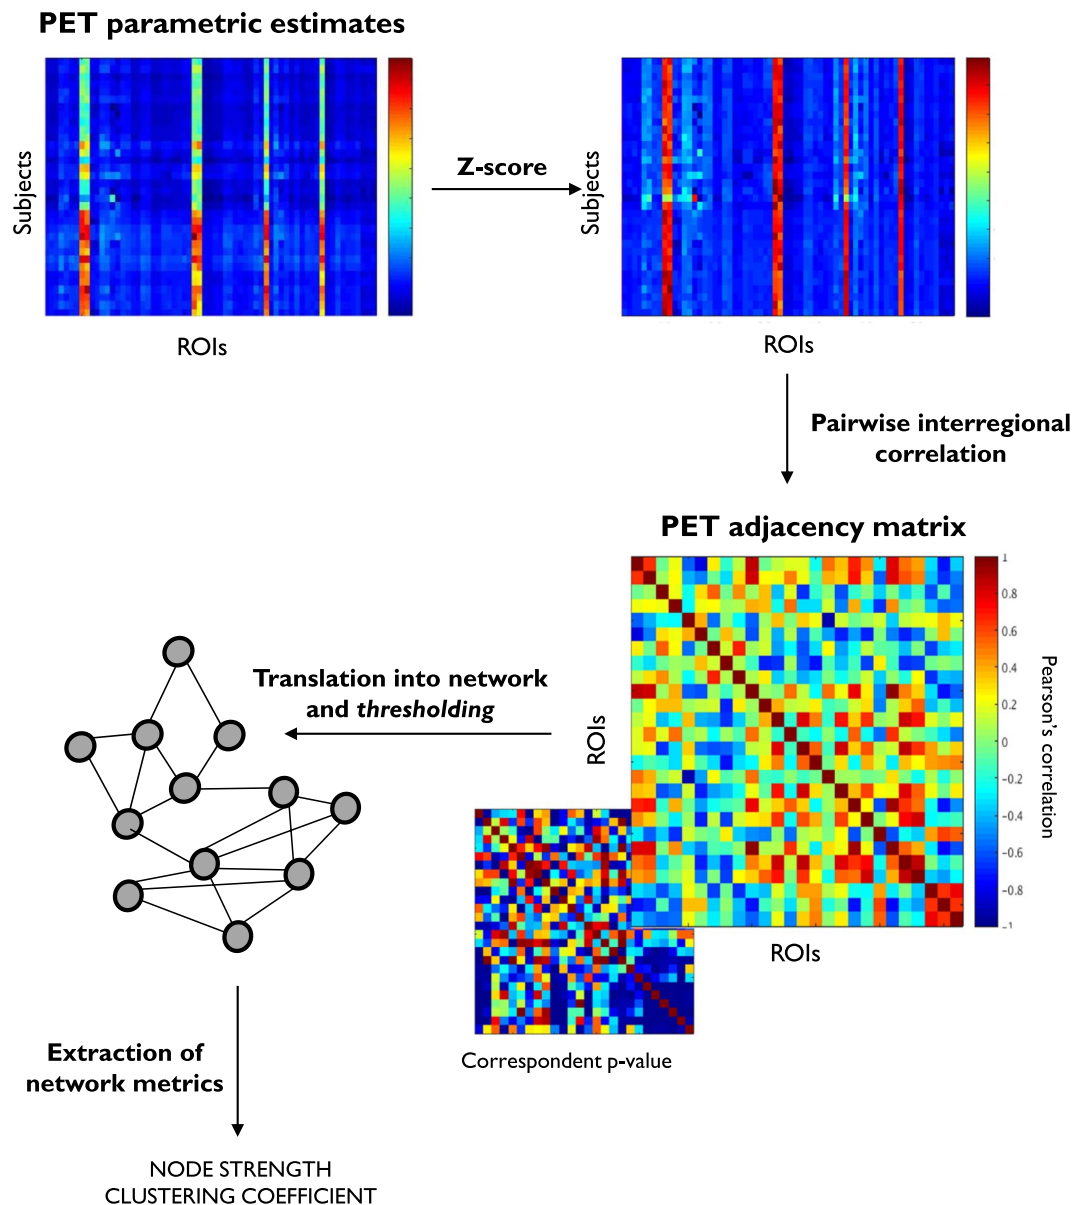 PET parametric estimates
Subjects
ROIs
Z-score
Subjects
ROIs
Pairwise interregional
correlation
PET adjacency matrix
ROIs
ROIs
1
0.8
0.6
0.4
0.2
0
-0.2
-0.4
-0.6
-0.8
-1
Pearson's correlation
Correspondent p-value
Translation into network
and thresholding
Extraction of
network metrics
NODE STRENGTH
CLUSTERING COEFFICIENT